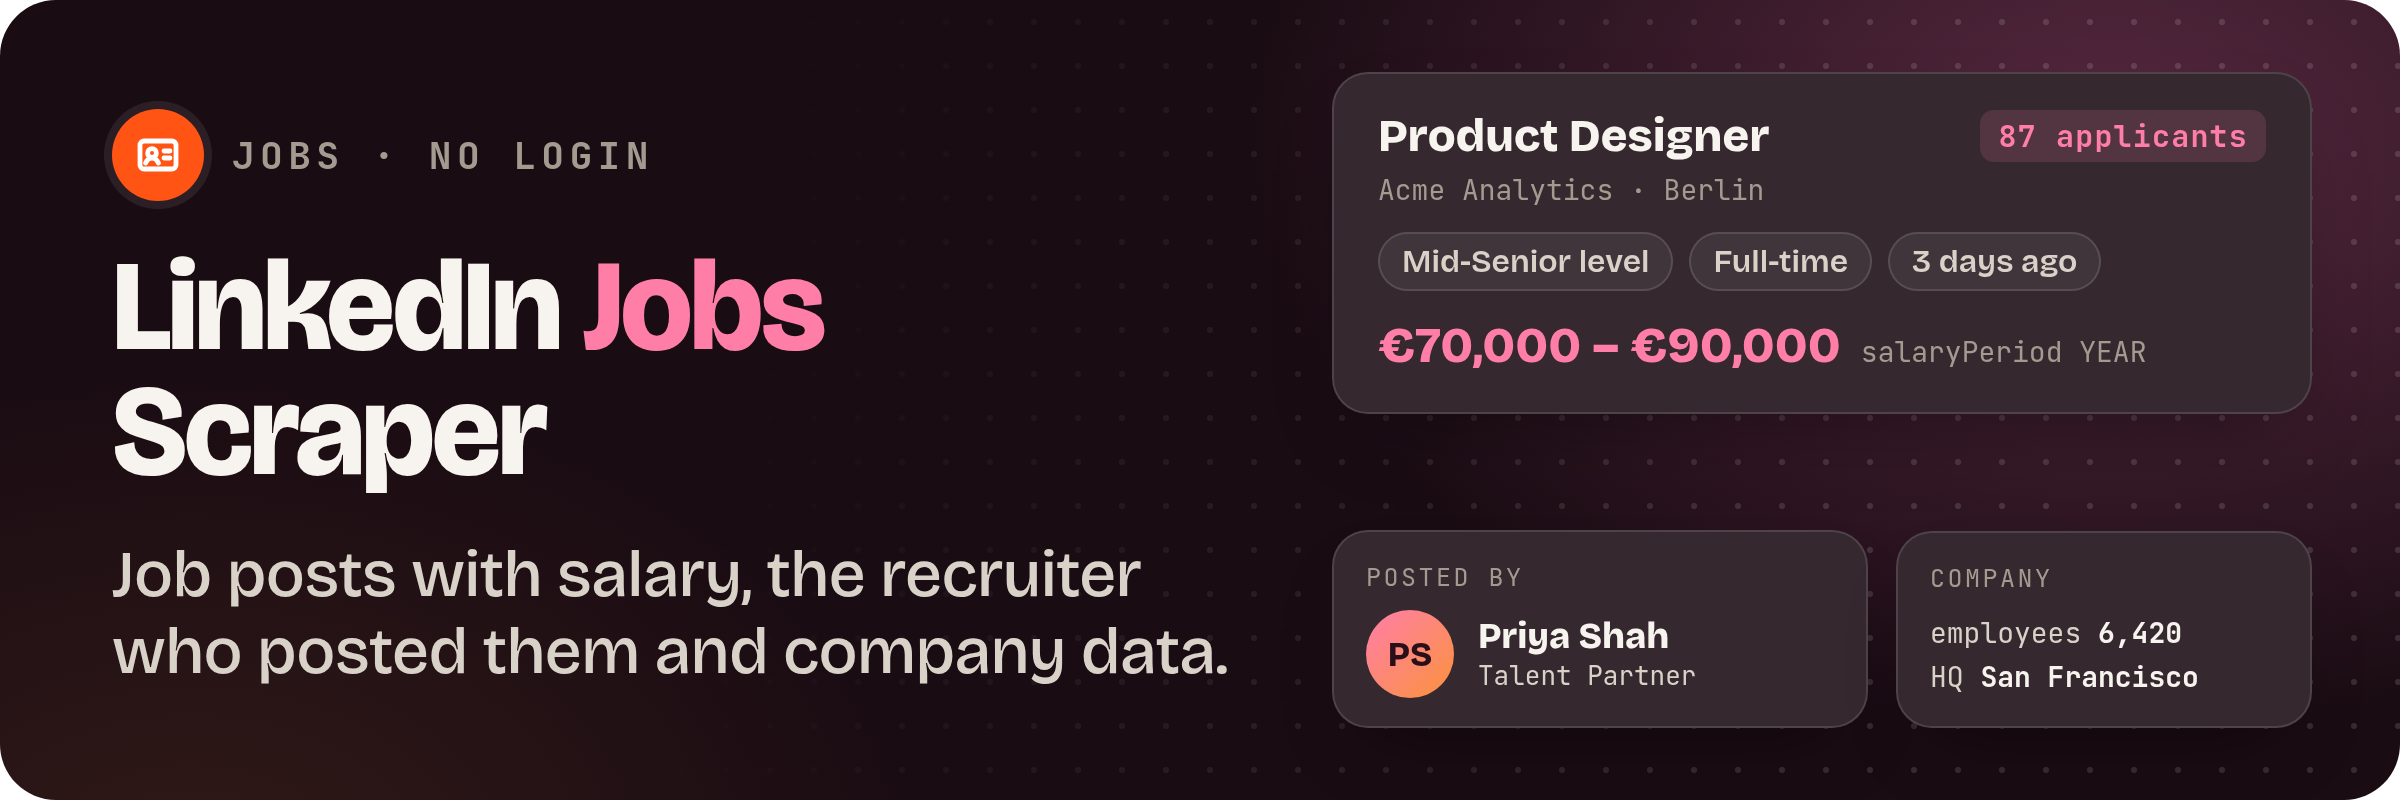 JOBS · NO LOGIN
LinkedIn Jobs
Scraper
Job posts with salary, the recruiter
who posted them and company data.
Product Designer
87 applicants
Acme Analytics · Berlin
Mid-Senior level
Full-time
3 days ago
€70,000 – €90,000 salaryPeriod YEAR
POSTED BY
PS
Priya Shah
Talent Partner
COMPANY
employees 6,420
HQ San Francisco